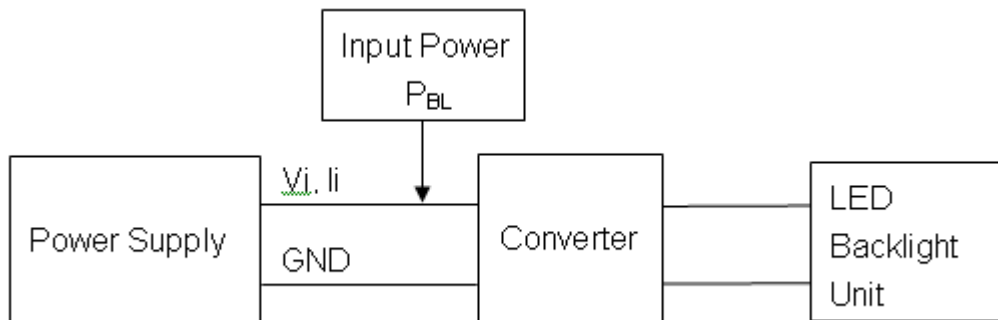 Input Power
PBL
Vi, Ii
Power Supply
GND
Converter
LED
Backlight
Unit